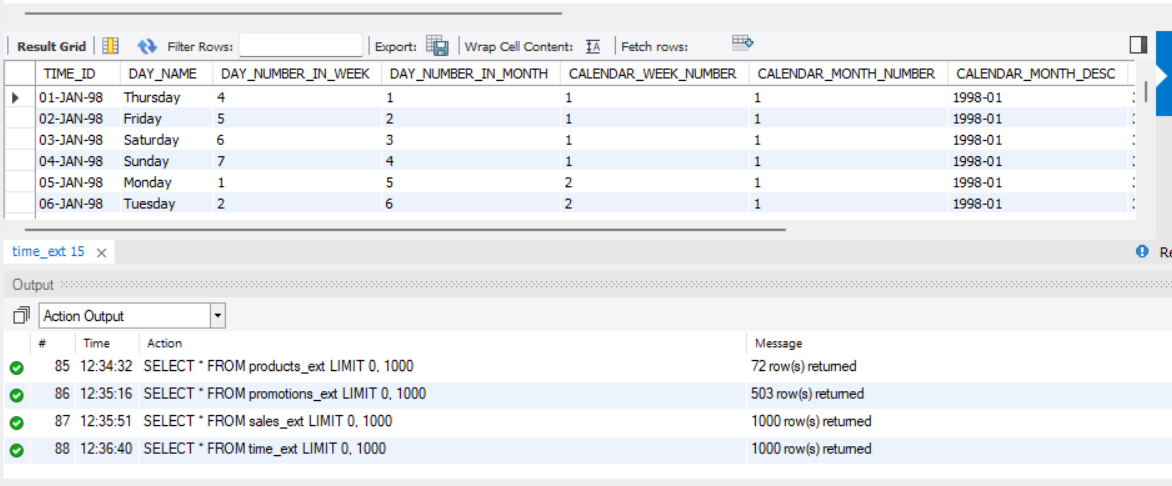 Result Grid Filter Rows: Export: Wrap Cell Content: Fetch rows:
TIME_ID DAY_NAME DAY_NUMBER_IN_WEEK DAY_NUMBER_IN_MONTH CALENDAR_WEEK_NUMBER CALENDAR_MONTH_NUMBER CALENDAR_MONTH_DESC
01-JAN-98 Thursday 4 1 1 1 1998-01
02-JAN-98 Friday 5 2 1 1 1998-01
03-JAN-98 Saturday 6 3 1 1 1998-01
04-JAN-98 Sunday 7 4 1 1 1998-01
05-JAN-98 Monday 1 5 2 1 1998-01
06-JAN-98 Tuesday 2 6 2 1 1998-01
time_ext 15 Re
Output
Action Output
# Time Action Message
85 12:34:32 SELECT * FROM products_ext LIMIT 0, 1000 72 row(s) returned
86 12:35:16 SELECT * FROM promotions_ext LIMIT 0, 1000 503 row(s) returned
87 12:35:51 SELECT * FROM sales_ext LIMIT 0, 1000 1000 row(s) returned
88 12:36:40 SELECT * FROM time_ext LIMIT 0, 1000 1000 row(s) returned